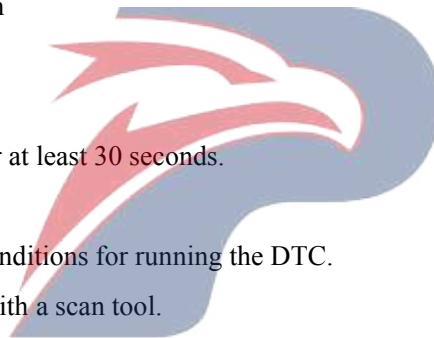 at least 30 seconds.
nditions for running the DTC.
ith a scan tool.